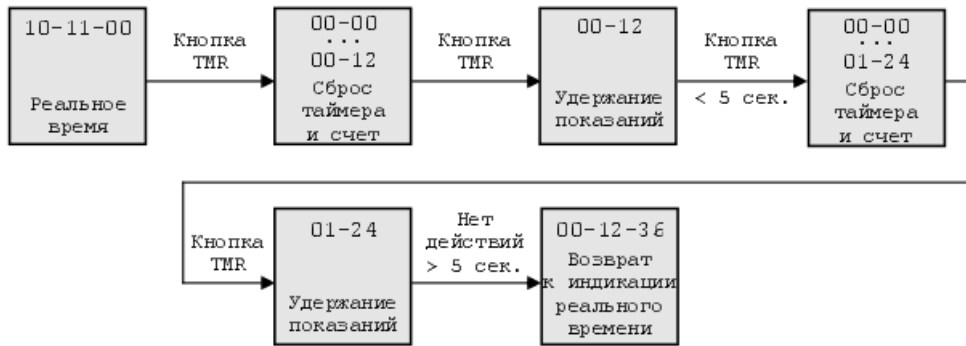 10-11-00
Реальное
время
Кнопка
TMR
00-00
...
00-12
Сброс
таймера
и счет
Кнопка
TMR
00-12
Удержание
показаний
Кнопка
TMR
< 5 сек.
00-00
...
01-24
Сброс
таймера
и счет
Кнопка
TMR
01-24
Удержание
показаний
Нет
действий
> 5 сек.
00-12-36
Возврат
к индикации
реального
времени